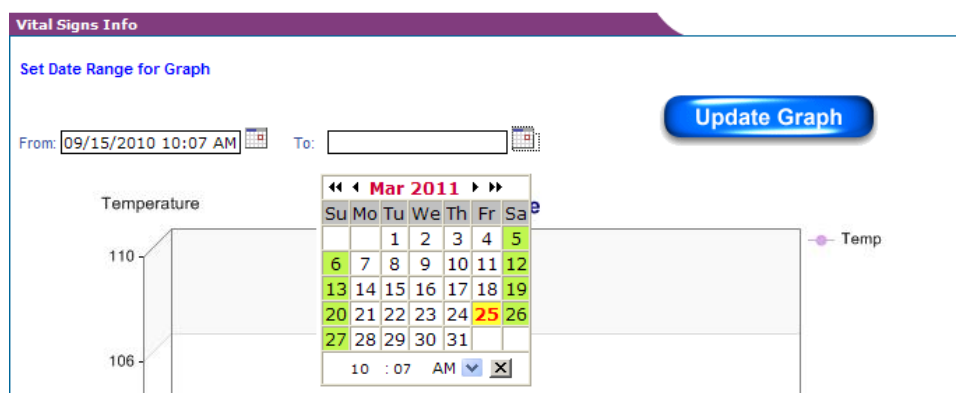 Vital Signs Info
Set Date Range for Graph
Update Graph
From: 09/15/2010 10:07 AM To:
Temperature
Mar 2011
Su Mo Tu We Th Fr Sa
1 2 3 4 5
6 7 8 9 10 11 12
13 14 15 16 17 18 19
20 21 22 23 24 25 26
27 28 29 30 31
10 : 07 AM X
e
Temp
110
106